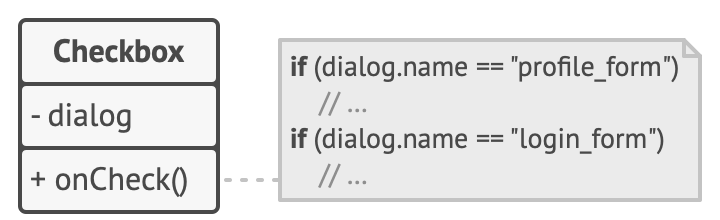 Checkbox
- dialog
+ onCheck()
if (dialog.name == "profile_form")
// ...
if (dialog.name == "login_form")
// ...